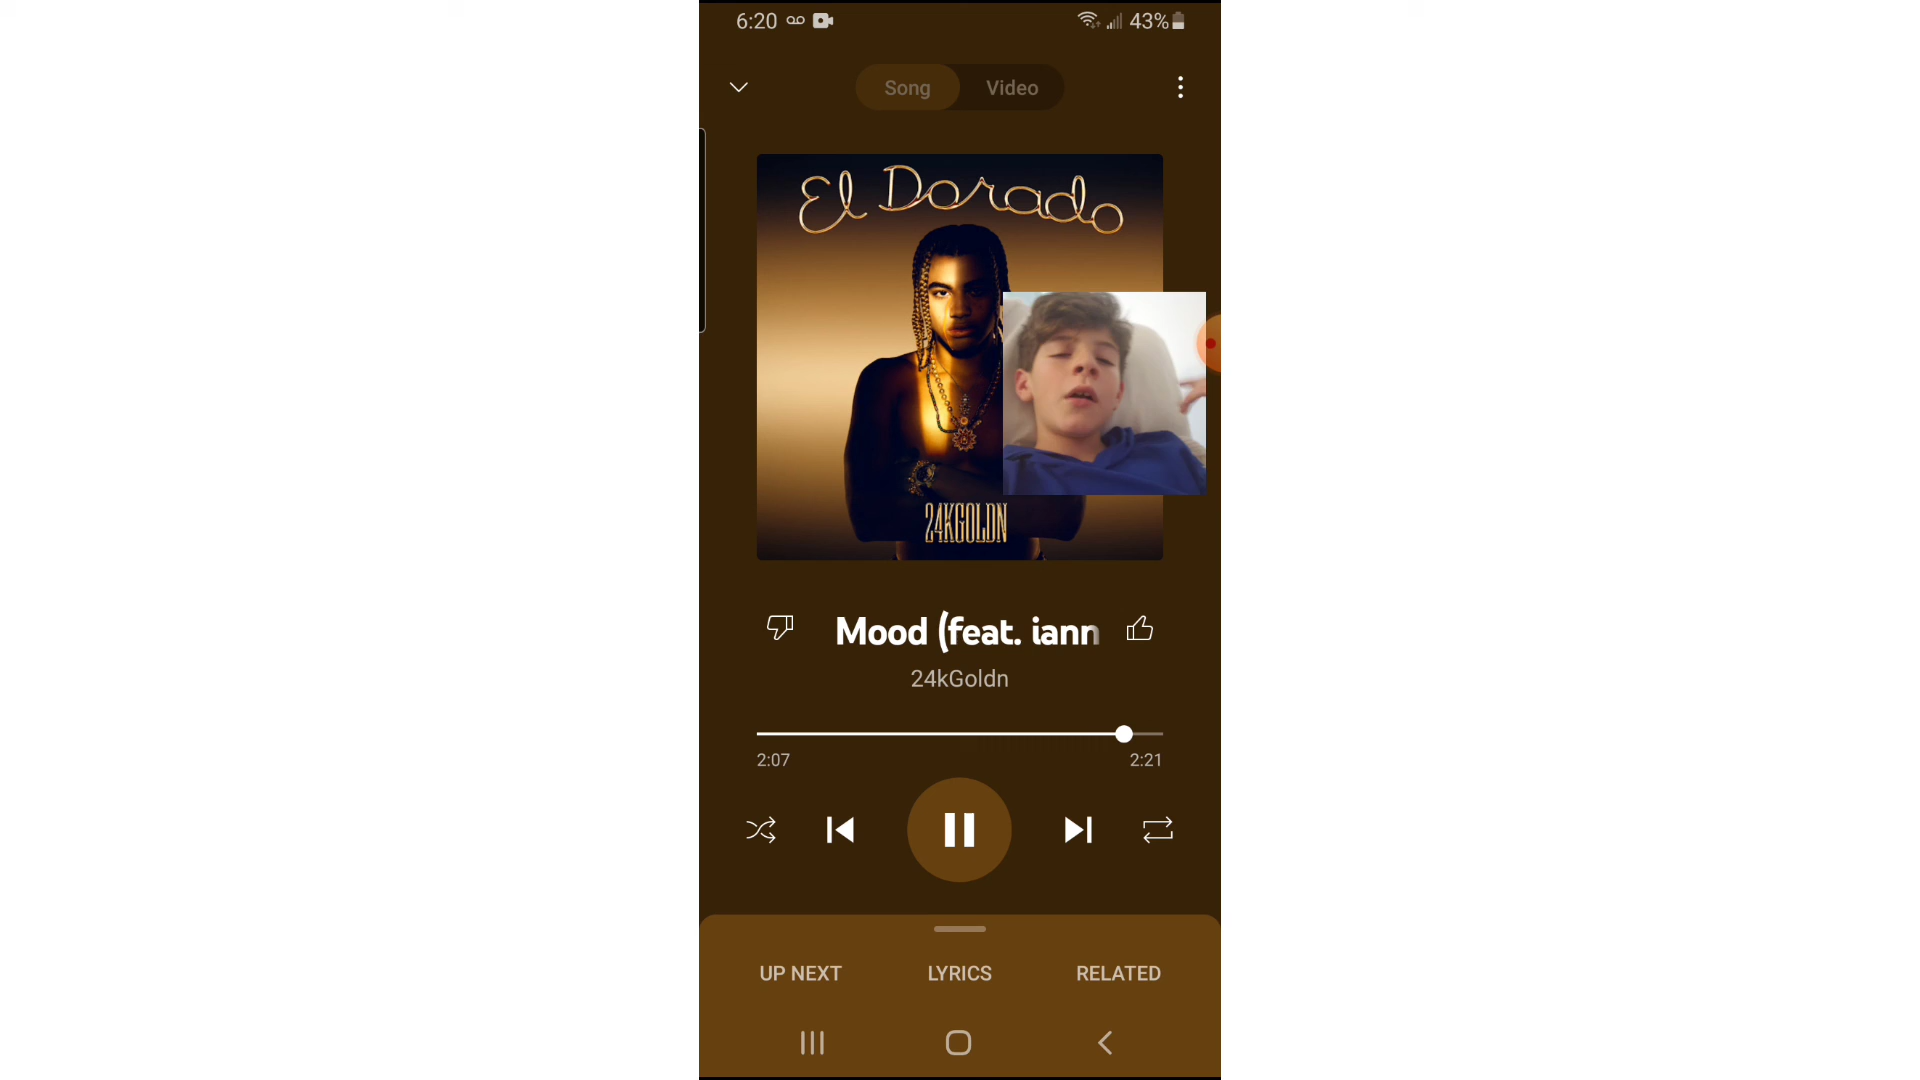 6:20 43%
Song Video
El Dorado
24KGOLDN
Mood (feat. iann
24kGoldn
2:07 2:21
UP NEXT LYRICS RELATED